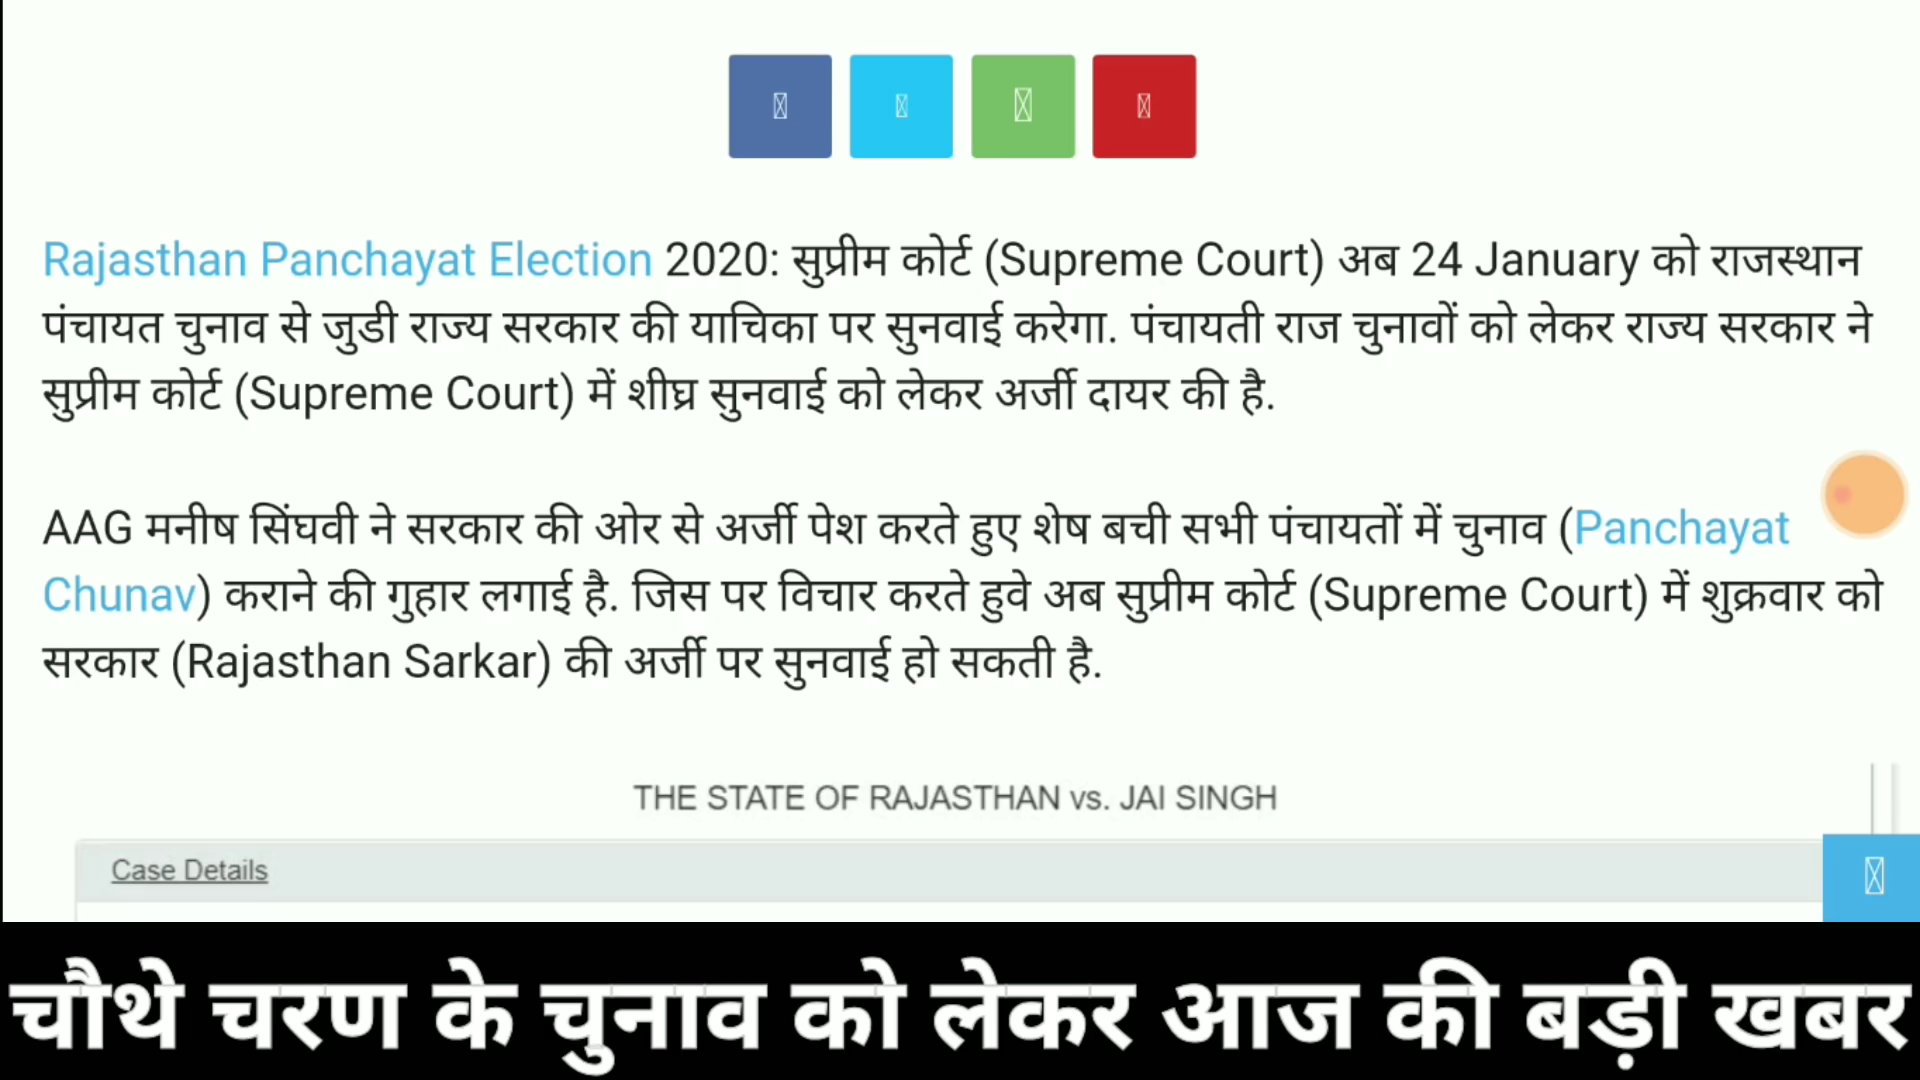 Rajasthan Panchayat Election 2020: सुप्रीम कोर्ट (Supreme Court) अब 24 January को राजस्थान
पंचायत चुनाव से जुडी राज्य सरकार की याचिका पर सुनवाई करेगा. पंचायती राज चुनावों को लेकर राज्य सरकार ने
सुप्रीम कोर्ट (Supreme Court) में शीघ्र सुनवाई को लेकर अर्जी दायर की है.
AAG मनीष सिंघवी ने सरकार की ओर से अर्जी पेश करते हुए शेष बची सभी पंचायतों में चुनाव (Panchayat
Chunav) कराने की गुहार लगाई है. जिस पर विचार करते हुवे अब सुप्रीम कोर्ट (Supreme Court) में शुक्रवार को
सरकार (Rajasthan Sarkar) की अर्जी पर सुनवाई हो सकती है.
THE STATE OF RAJASTHAN vs. JAI SINGH
Case Details
चौथे चरण के चुनाव को लेकर आज की बड़ी खबर